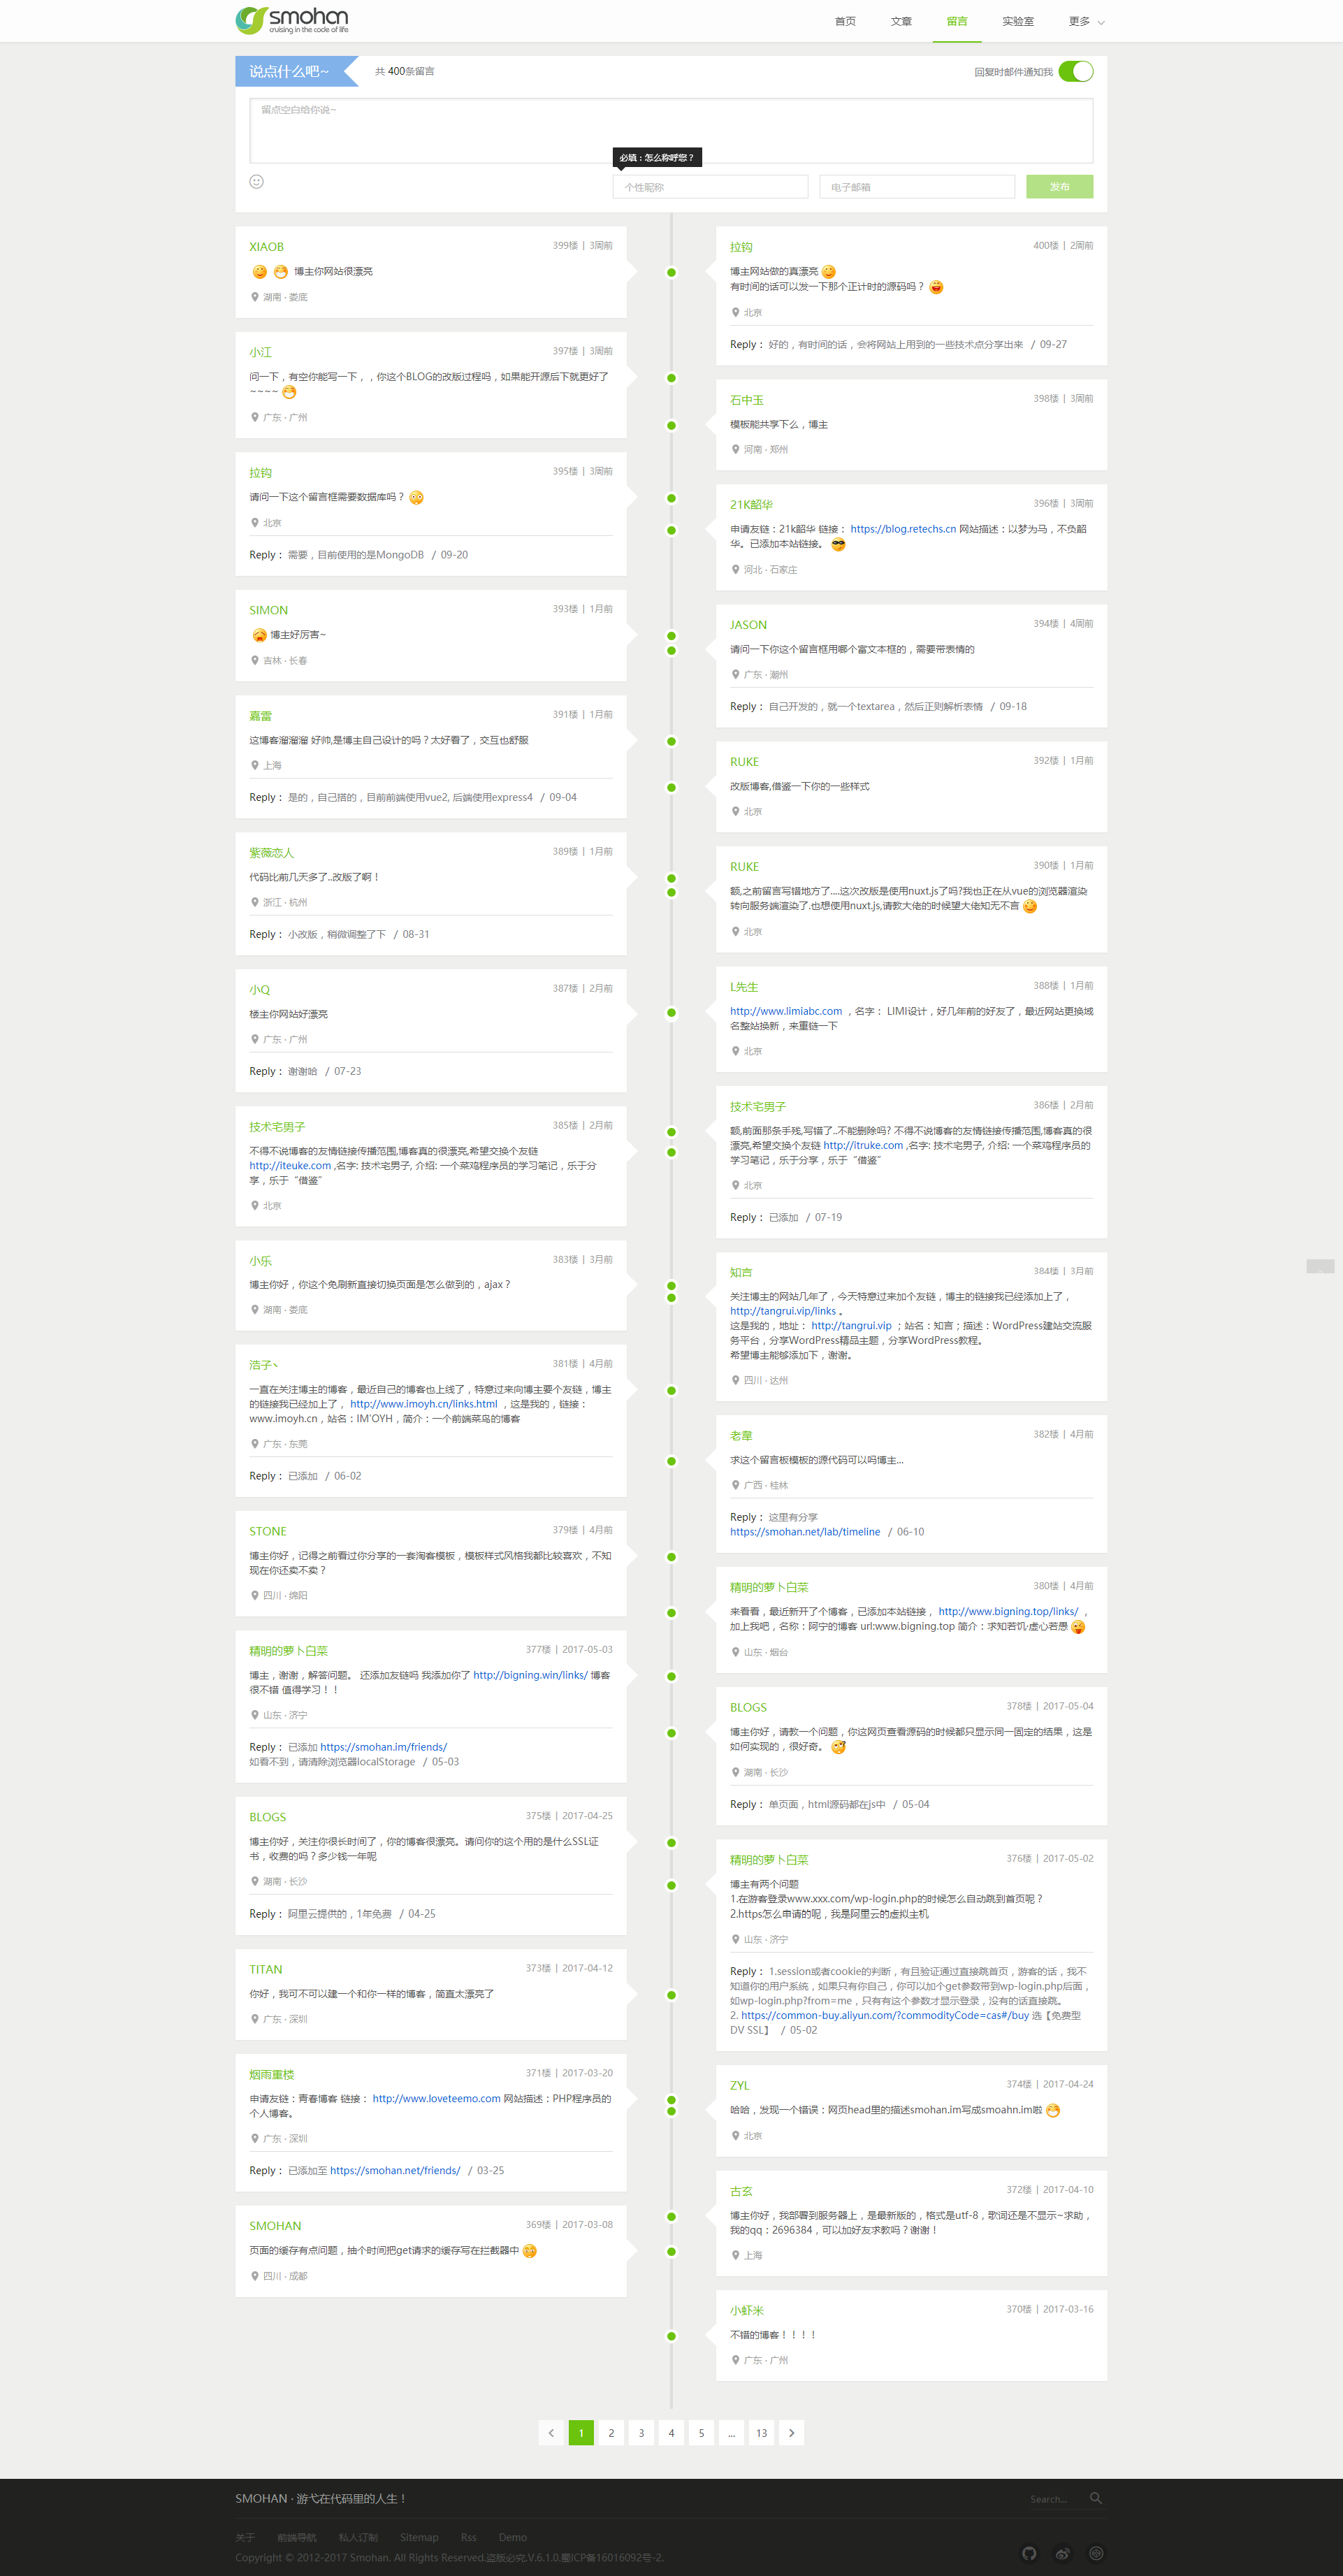 smohan
cruising in the code of life
首页
文章
留言
实验室
更多
说点什么吧~
共 400条留言
回复时邮件通知我
留点空白给你说~
必填：怎么称呼您？
个性昵称
电子邮箱
发布
拉钩
400楼 | 2周前
博主网站做的真漂亮
有时间的话可以发一下那个正计时的源码吗？
北京
Reply： 好的，有时间的话，会将网站上用到的一些技术点分享出来 / 09-27
XIAOB
399楼 | 3周前
博主你网站很漂亮
湖南 · 娄底
石中玉
398楼 | 3周前
模板能共享下么，博主
河南 · 郑州
小江
397楼 | 3周前
问一下，有空你能写一下，，你这个BLOG的改版过程吗，如果能开源后下就更好了
~~~~
广东 · 广州
21K韶华
396楼 | 3周前
申请友链：21k韶华 链接： https://blog.retechs.cn 网站描述：以梦为马，不负韶
华。已添加本站链接。
河北 · 石家庄
拉钩
395楼 | 3周前
请问一下这个留言框需要数据库吗？
北京
Reply： 需要，目前使用的是MongoDB / 09-20
JASON
394楼 | 4周前
请问一下你这个留言框用哪个富文本框的，需要带表情的
广东 · 潮州
Reply： 自己开发的，就一个textarea，然后正则解析表情 / 09-18
SIMON
393楼 | 1月前
博主好厉害~
吉林 · 长春
RUKE
392楼 | 1月前
改版博客,借鉴一下你的一些样式
北京
嘉雷
391楼 | 1月前
这博客溜溜溜 好帅,是博主自己设计的吗？太好看了，交互也舒服
上海
Reply： 是的，自己搭的，目前前端使用vue2, 后端使用express4 / 09-04
RUKE
390楼 | 1月前
额,之前留言写错地方了....这次改版是使用nuxt.js了吗?我也正在从vue的浏览器渲染
转向服务端渲染了.也想使用nuxt.js,请教大佬的时候望大佬知无不言
北京
紫薇恋人
389楼 | 1月前
代码比前几天多了..改版了啊！
浙江 · 杭州
Reply： 小改版，稍微调整了下 / 08-31
L先生
388楼 | 1月前
http://www.limiabc.com ，名字： LIMI设计，好几年前的好友了，最近网站更换域
名整站换新，来重链一下
北京
小Q
387楼 | 2月前
楼主你网站好漂亮
广东 · 广州
Reply： 谢谢哈 / 07-23
技术宅男子
386楼 | 2月前
额,前面那条手残,写错了..不能删除吗? 不得不说博客的友情链接传播范围,博客真的很
漂亮,希望交换个友链 http://itruke.com ,名字: 技术宅男子, 介绍: 一个菜鸡程序员的
学习笔记，乐于分享，乐于“借鉴”
北京
Reply： 已添加 / 07-19
技术宅男子
385楼 | 2月前
不得不说博客的友情链接传播范围,博客真的很漂亮,希望交换个友链
http://iteuke.com ,名字: 技术宅男子, 介绍: 一个菜鸡程序员的学习笔记，乐于分
享，乐于“借鉴”
北京
知言
384楼 | 3月前
关注博主的网站几年了，今天特意过来加个友链，博主的链接我已经添加上了，
http://tangrui.vip/links 。
这是我的，地址： http://tangrui.vip ；站名：知言；描述：WordPress建站交流服
务平台，分享WordPress精品主题，分享WordPress教程。
希望博主能够添加下，谢谢。
四川 · 达州
小乐
383楼 | 3月前
博主你好，你这个免刷新直接切换页面是怎么做到的，ajax？
湖南 · 娄底
老韋
382楼 | 4月前
求这个留言板模板的源代码可以吗博主...
广西 · 桂林
Reply： 这里有分享
https://smohan.net/lab/timeline / 06-10
浩子丶
381楼 | 4月前
一直在关注博主的博客，最近自己的博客也上线了，特意过来向博主要个友链，博主
的链接我已经加上了， http://www.imoyh.cn/links.html ，这是我的，链接：
www.imoyh.cn，站名：IM'OYH，简介：一个前端菜鸟的博客
广东 · 东莞
Reply： 已添加 / 06-02
精明的萝卜白菜
380楼 | 4月前
来看看，最近新开了个博客，已添加本站链接， http://www.bigning.top/links/ ，
加上我吧，名称：阿宁的博客 url:www.bigning.top 简介：求知若饥·虚心若愚
山东 · 烟台
STONE
379楼 | 4月前
博主你好，记得之前看过你分享的一套淘客模板，模板样式风格我都比较喜欢，不知
现在你还卖不卖？
四川 · 绵阳
BLOGS
378楼 | 2017-05-04
博主你好，请教一个问题，你这网页查看源码的时候都只显示同一固定的结果，这是
如何实现的，很好奇。
湖南 · 长沙
Reply： 单页面，html源码都在js中 / 05-04
精明的萝卜白菜
377楼 | 2017-05-03
博主，谢谢，解答问题。 还添加友链吗 我添加你了 http://bigning.win/links/ 博客
很不错 值得学习！！
山东 · 济宁
Reply： 已添加 https://smohan.im/friends/
如看不到，请清除浏览器localStorage / 05-03
精明的萝卜白菜
376楼 | 2017-05-02
博主有两个问题
1.在游客登录www.xxx.com/wp-login.php的时候怎么自动跳到首页呢？
2.https怎么申请的呢，我是阿里云的虚拟主机
山东 · 济宁
Reply： 1.session或者cookie的判断，有且验证通过直接跳首页，游客的话，我不
知道你的用户系统，如果只有你自己，你可以加个get参数带到wp-login.php后面，
如wp-login.php?from=me，只有有这个参数才显示登录，没有的话直接跳。
2. https://common-buy.aliyun.com/?commodityCode=cas#/buy 选【免费型
DV SSL】 / 05-02
BLOGS
375楼 | 2017-04-25
博主你好，关注你很长时间了，你的博客很漂亮。请问你的这个用的是什么SSL证
书，收费的吗？多少钱一年呢
湖南 · 长沙
Reply： 阿里云提供的，1年免费 / 04-25
ZYL
374楼 | 2017-04-24
哈哈，发现一个错误：网页head里的描述smohan.im写成smoahn.im啦
北京
TITAN
373楼 | 2017-04-12
你好，我可不可以建一个和你一样的博客，简直太漂亮了
广东 · 深圳
古玄
372楼 | 2017-04-10
博主你好，我部署到服务器上，是最新版的，格式是utf-8，歌词还是不显示~求助，
我的qq：2696384，可以加好友求教吗？谢谢！
上海
烟雨重楼
371楼 | 2017-03-20
申请友链：青春博客 链接： http://www.loveteemo.com 网站描述：PHP程序员的
个人博客。
广东 · 深圳
Reply： 已添加至 https://smohan.net/friends/ / 03-25
小虾米
370楼 | 2017-03-16
不错的博客！！！！
广东 · 广州
SMOHAN
369楼 | 2017-03-08
页面的缓存有点问题，抽个时间把get请求的缓存写在拦截器中
四川 · 成都
1
2
3
4
5
...
13
SMOHAN · 游弋在代码里的人生！
Search...
关于
前端导航
私人订制
Sitemap
Rss
Demo
Copyright © 2012-2017 Smohan. All Rights Reserved.盗版必究.V.6.1.0.蜀ICP备16016092号-2.